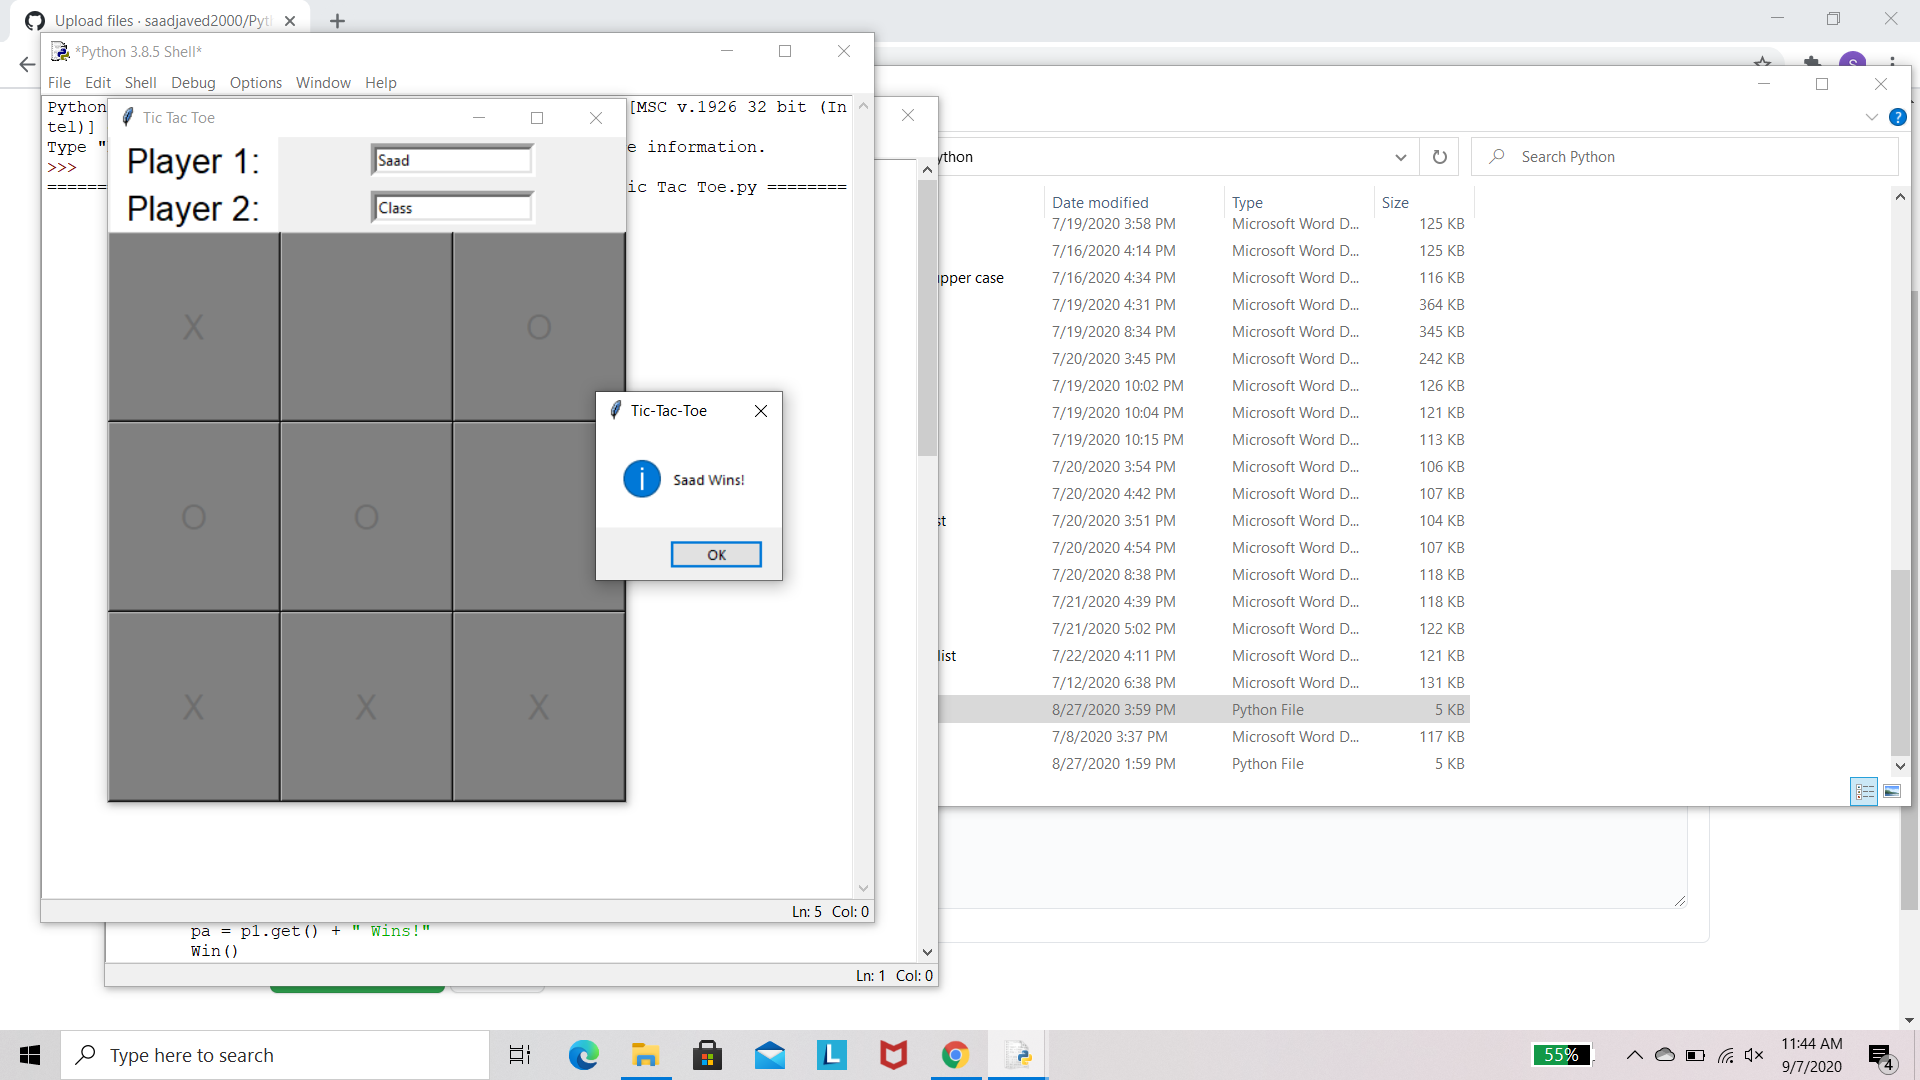 Upload files · saadjaved2000/Pyt
*Python 3.8.5 Shell*
File Edit Shell Debug Options Window Help
Python
[MSC v.1926 32 bit (In
tel)]
Type "
e information.
>>>
ic Tac Toe.py ========
Tic Tac Toe
Player 1: Saad
Player 2: Class
X O
O O
X X X
Tic-Tac-Toe
Saad Wins!
OK
Ln: 5 Col: 0
pa = p1.get() + " Wins!"
Win()
Ln: 1 Col: 0
ython
Search Python
Date modified Type Size
7/19/2020 3:58 PM Microsoft Word D... 125 KB
7/16/2020 4:14 PM Microsoft Word D... 125 KB
upper case 7/16/2020 4:34 PM Microsoft Word D... 116 KB
7/19/2020 4:31 PM Microsoft Word D... 364 KB
7/19/2020 8:34 PM Microsoft Word D... 345 KB
7/20/2020 3:45 PM Microsoft Word D... 242 KB
7/19/2020 10:02 PM Microsoft Word D... 126 KB
7/19/2020 10:04 PM Microsoft Word D... 121 KB
7/19/2020 10:15 PM Microsoft Word D... 113 KB
7/20/2020 3:54 PM Microsoft Word D... 106 KB
7/20/2020 4:42 PM Microsoft Word D... 107 KB
st 7/20/2020 3:51 PM Microsoft Word D... 104 KB
7/20/2020 4:54 PM Microsoft Word D... 107 KB
7/20/2020 8:38 PM Microsoft Word D... 118 KB
7/21/2020 4:39 PM Microsoft Word D... 118 KB
7/21/2020 5:02 PM Microsoft Word D... 122 KB
list 7/22/2020 4:11 PM Microsoft Word D... 121 KB
7/12/2020 6:38 PM Microsoft Word D... 131 KB
8/27/2020 3:59 PM Python File 5 KB
7/8/2020 3:37 PM Microsoft Word D... 117 KB
8/27/2020 1:59 PM Python File 5 KB
Type here to search
L
55%
11:44 AM
9/7/2020
4